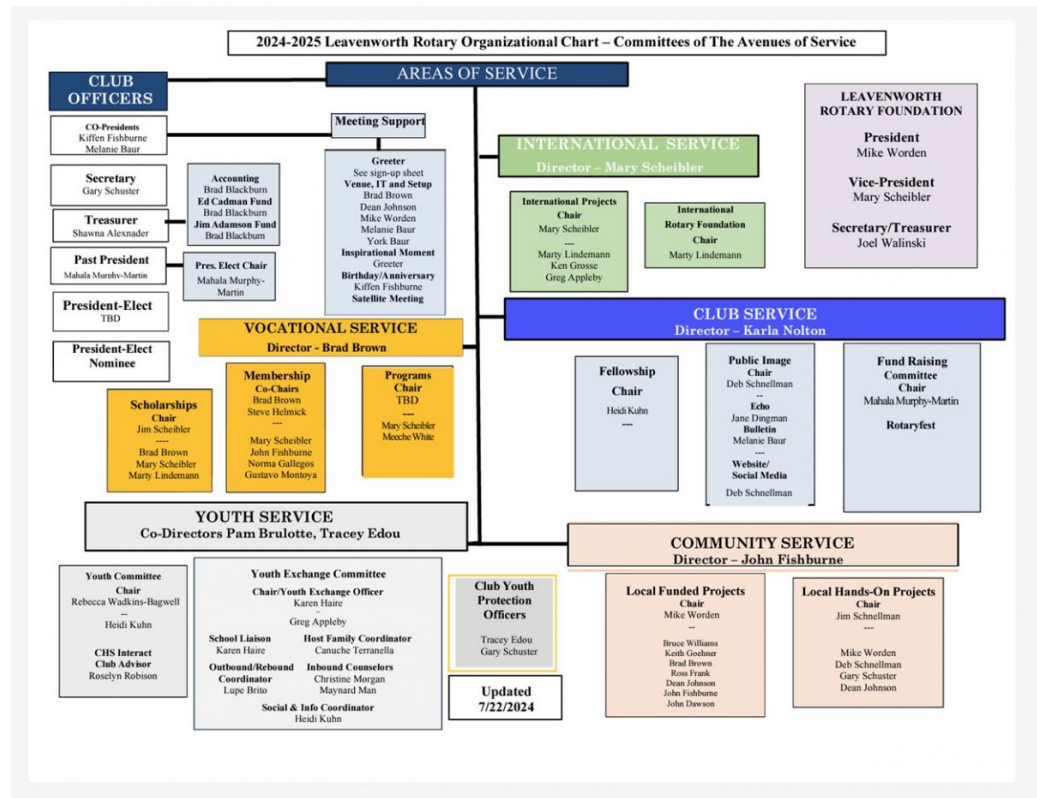 2024-2025 Leavenworth Rotary Organizational Chart – Committees of The Avenues of Service
CLUB
OFFICERS
AREAS OF SERVICE
CO-Presidents
Kiffen Fishburne
Melanie Baur
Secretary
Gary Schuster
Treasurer
Shawna Alexnader
Past President
Mahala Murphy-Martin
President-Elect
TBD
President-Elect
Nominee
Accounting
Brad Blackburn
Ed Cadman Fund
Brad Blackburn
Jim Adamson Fund
Brad Blackburn
Pres. Elect Chair
Mahala Murphy-
Martin
Meeting Support
Greeter
See sign-up sheet
Venue, IT and Setup
Brad Brown
Dean Johnson
Mike Worden
Melanie Baur
York Baur
Inspirational Moment
Greeter
Birthday/Anniversary
Kiffen Fishburne
Satellite Meeting
INTERNATIONAL SERVICE
Director – Mary Scheibler
International Projects
Chair
Mary Scheibler
---
Marty Lindemann
Ken Grosse
Greg Appleby
International
Rotary Foundation
Chair
Marty Lindemann
LEAVENWORTH
ROTARY FOUNDATION
President
Mike Worden
Vice-President
Mary Scheibler
Secretary/Treasurer
Joel Walinski
VOCATIONAL SERVICE
Director - Brad Brown
Scholarships
Chair
Jim Scheibler
----
Brad Brown
Mary Scheibler
Marty Lindemann
Membership
Co-Chairs
Brad Brown
Steve Helmick
---
Mary Scheibler
John Fishburne
Norma Gallegos
Gustavo Montoya
Programs
Chair
TBD
---
Mary Scheibler
Meeche White
CLUB SERVICE
Director – Karla Nolton
Fellowship
Chair
Heidi Kuhn
---
Public Image
Chair
Deb Schnellman
--
Echo
Jane Dingman
Bulletin
Melanie Baur
---
Website/
Social Media
Deb Schnellman
Fund Raising
Committee
Chair
Mahala Murphy-Martin
Rotaryfest
YOUTH SERVICE
Co-Directors Pam Brulotte, Tracey Edou
Youth Committee
Chair
Rebecca Wadkins-Bagwell
--
Heidi Kuhn
CHS Interact
Club Advisor
Roselyn Robison
Youth Exchange Committee
Chair/Youth Exchange Officer
Karen Haire
–
Greg Appleby
School Liaison Host Family Coordinator
Karen Haire Canuche Terranella
Outbound/Rebound Inbound Counselors
Coordinator Christine Morgan
Lupe Brito Maynard Man
Social & Info Coordinator
Heidi Kuhn
Club Youth
Protection
Officers
Tracey Edou
Gary Schuster
Updated
7/22/2024
COMMUNITY SERVICE
Director – John Fishburne
Local Funded Projects
Chair
Mike Worden
--
Bruce Williams
Keith Goehner
Brad Brown
Ross Frank
Dean Johnson
John Fishburne
John Dawson
Local Hands-On Projects
Chair
Jim Schnellman
---
Mike Worden
Deb Schnellman
Gary Schuster
Dean Johnson